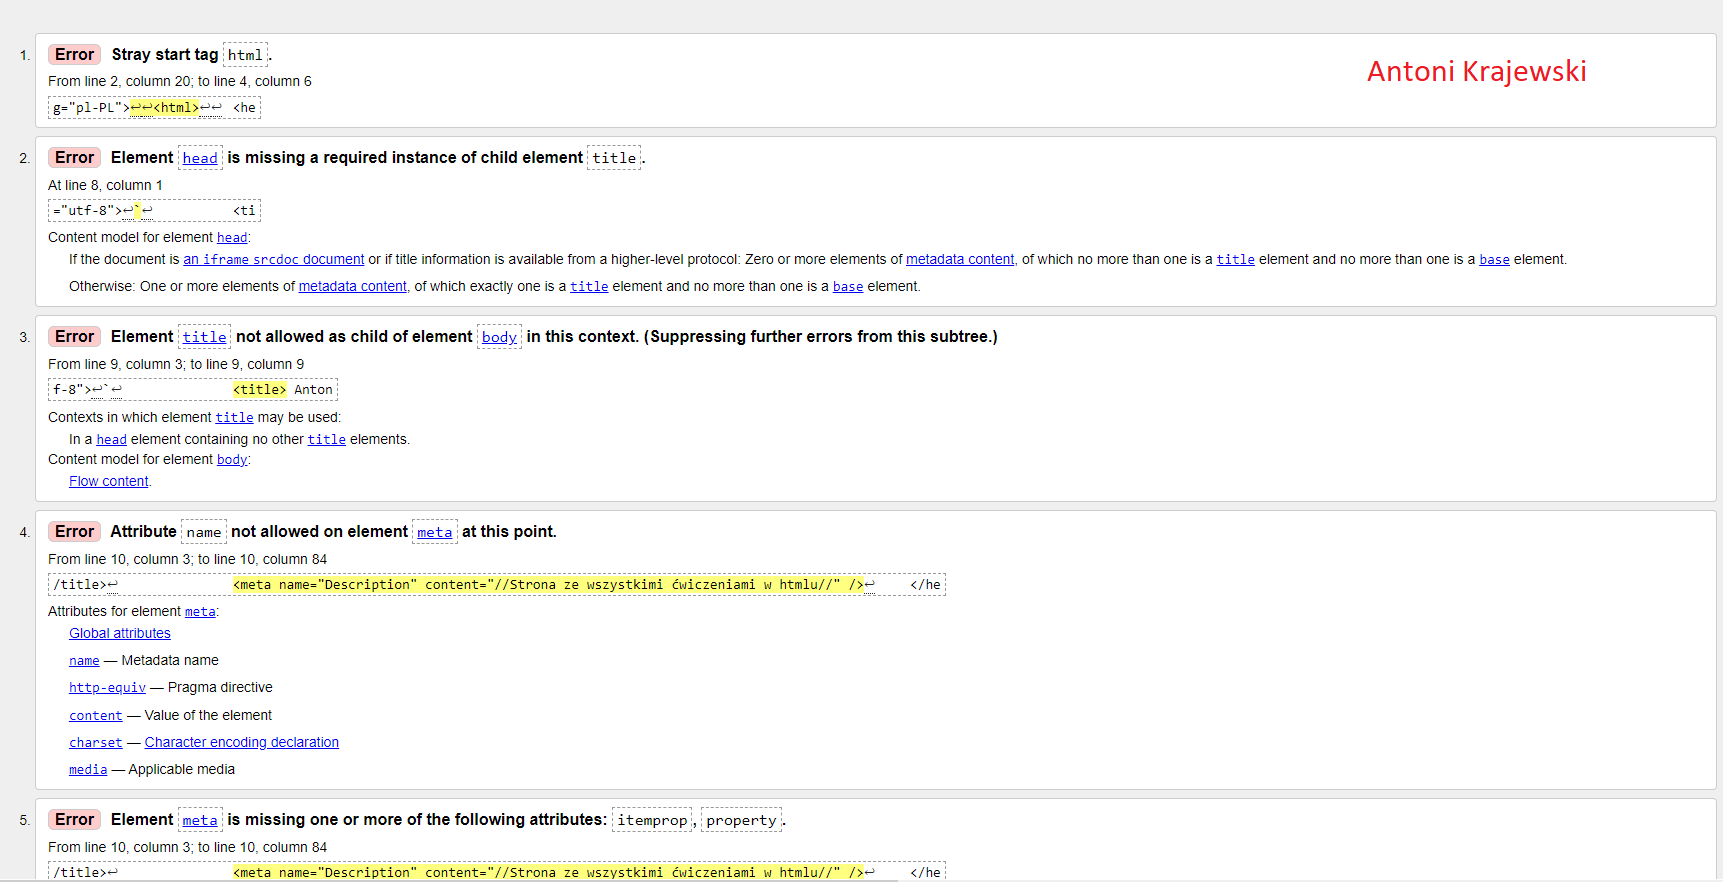 1. Error Stray start tag html.
Antoni Krajewski
From line 2, column 20; to line 4, column 6
g="pl-PL">↩↩<html>↩↩ <he
2. Error Element head is missing a required instance of child element title.
At line 8, column 1
="utf-8">↩`↩ <ti
Content model for element head:
If the document is an iframe srcdoc document or if title information is available from a higher-level protocol: Zero or more elements of metadata content, of which no more than one is a title element and no more than one is a base element.
Otherwise: One or more elements of metadata content, of which exactly one is a title element and no more than one is a base element.
3. Error Element title not allowed as child of element body in this context. (Suppressing further errors from this subtree.)
From line 9, column 3; to line 9, column 9
f-8">↩`↩ <title> Anton
Contexts in which element title may be used:
In a head element containing no other title elements.
Content model for element body:
Flow content.
4. Error Attribute name not allowed on element meta at this point.
From line 10, column 3; to line 10, column 84
/title>↩ <meta name="Description" content="//Strona ze wszystkimi ćwiczeniami w htmlu//" />↩ </he
Attributes for element meta:
Global attributes
name — Metadata name
http-equiv — Pragma directive
content — Value of the element
charset — Character encoding declaration
media — Applicable media
5. Error Element meta is missing one or more of the following attributes: itemprop, property.
From line 10, column 3; to line 10, column 84
/title>↩ <meta name="Description" content="//Strona ze wszystkimi ćwiczeniami w htmlu//" />↩ </he